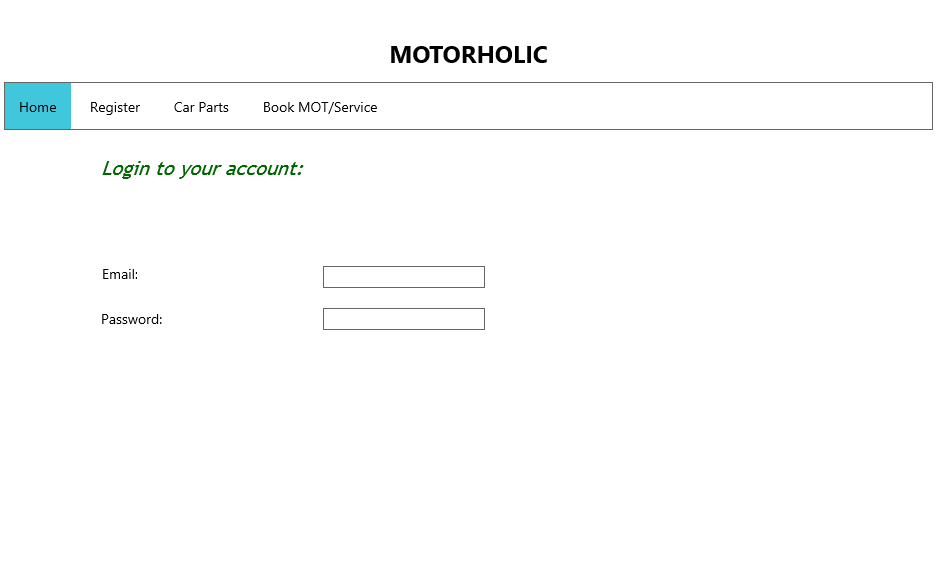 MOTORHOLIC
Home Register Car Parts Book MOT/Service
Login to your account:
Email:
Password: